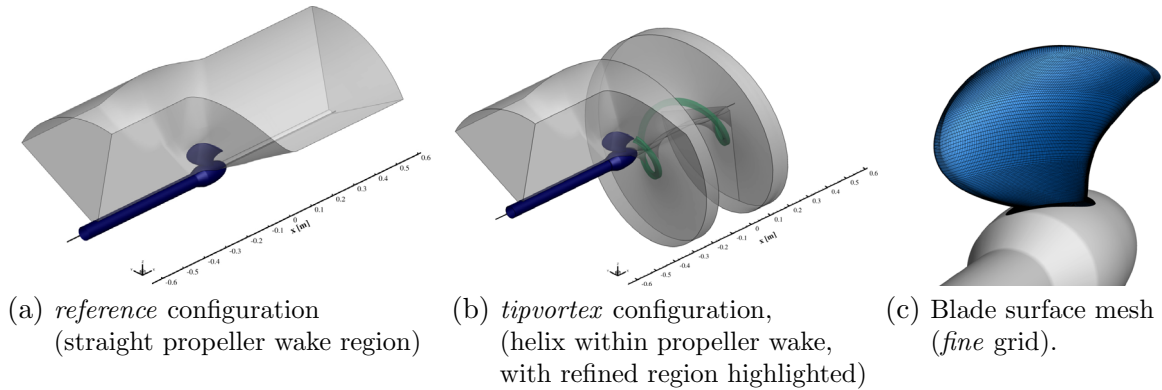 0.6
0.5
0.4
0.3
0.2
0.1
0
-0.1
-0.2
-0.3
-0.4
-0.5
-0.6
x [m]
0.6
0.5
0.4
0.3
0.2
0.1
0
-0.1
-0.2
-0.3
-0.4
-0.5
-0.6
x [m]
(a) reference configuration
(straight propeller wake region)
(b) tipvortex configuration,
(helix within propeller wake,
with refined region highlighted)
(c) Blade surface mesh
(fine grid).